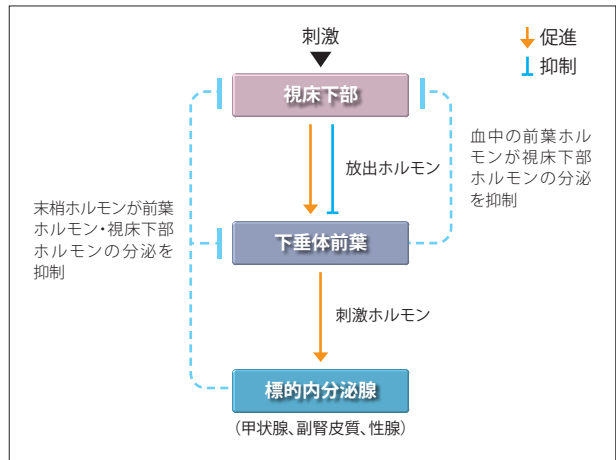 刺激
促進
抑制
視床下部
放出ホルモン
血中の前葉ホル
モンが視床下部
ホルモンの分泌
を抑制
末梢ホルモンが前葉
ホルモン・視床下部
ホルモンの分泌を
抑制
下垂体前葉
刺激ホルモン
標的内分泌腺
(甲状腺、副腎皮質、性腺)